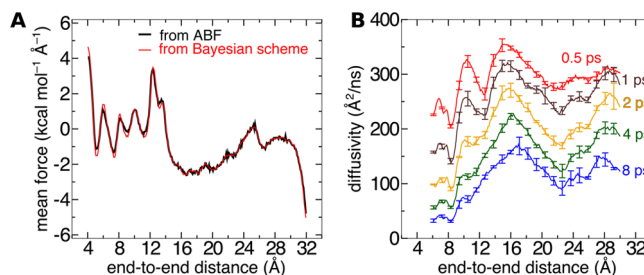 A
from ABF
from Bayesian scheme
mean force (kcal mol⁻¹ Å⁻¹)
6
4
2
0
-2
-4
-6
4 8 12 16 20 24 28 32
end-to-end distance (Å)
B
diffusivity (Å²/ns)
400
300
200
100
0
0.5 ps
1 ps
2 p
4 p
8 ps
4 8 12 16 20 24 28 32
end-to-end distance (Å)